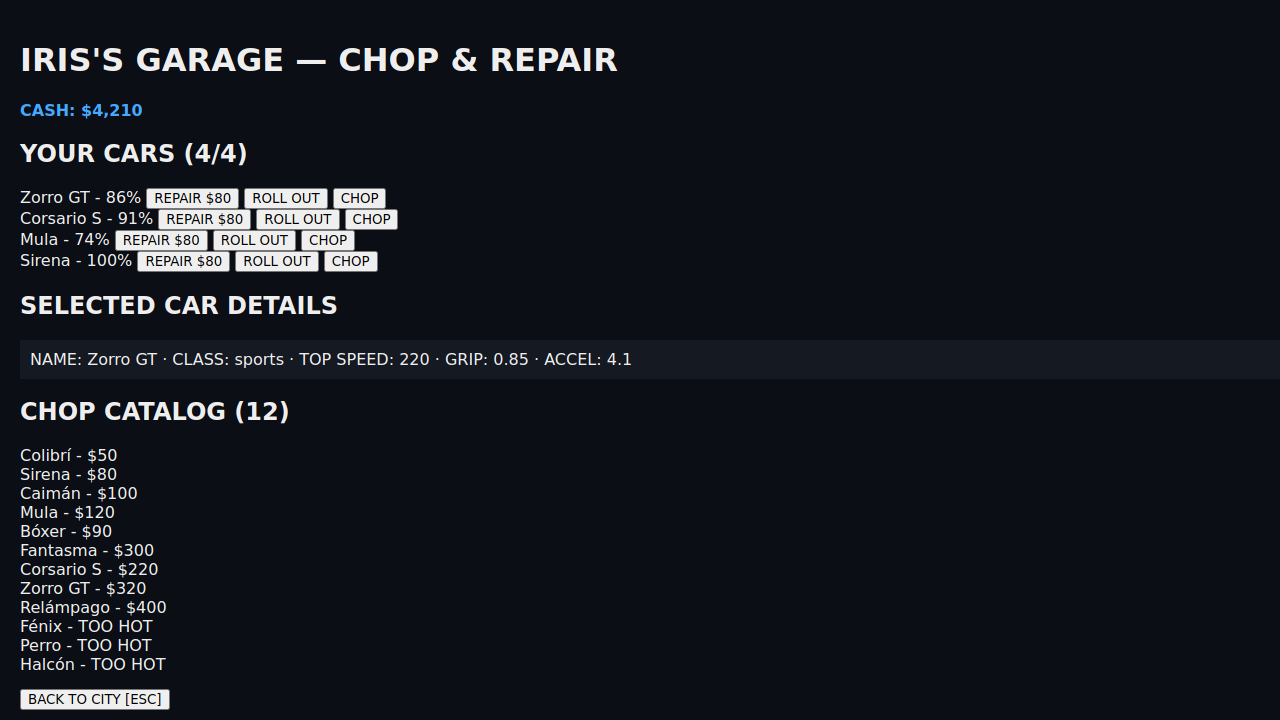 IRIS'S GARAGE — CHOP & REPAIR
CASH: $4,210
YOUR CARS (4/4)
Zorro GT - 86% REPAIR $80 ROLL OUT CHOP
Corsario S - 91% REPAIR $80 ROLL OUT CHOP
Mula - 74% REPAIR $80 ROLL OUT CHOP
Sirena - 100% REPAIR $80 ROLL OUT CHOP
SELECTED CAR DETAILS
NAME: Zorro GT · CLASS: sports · TOP SPEED: 220 · GRIP: 0.85 · ACCEL: 4.1
CHOP CATALOG (12)
Colibrí - $50
Sirena - $80
Caimán - $100
Mula - $120
Bóxer - $90
Fantasma - $300
Corsario S - $220
Zorro GT - $320
Relámpago - $400
Fénix - TOO HOT
Perro - TOO HOT
Halcón - TOO HOT
BACK TO CITY [ESC]